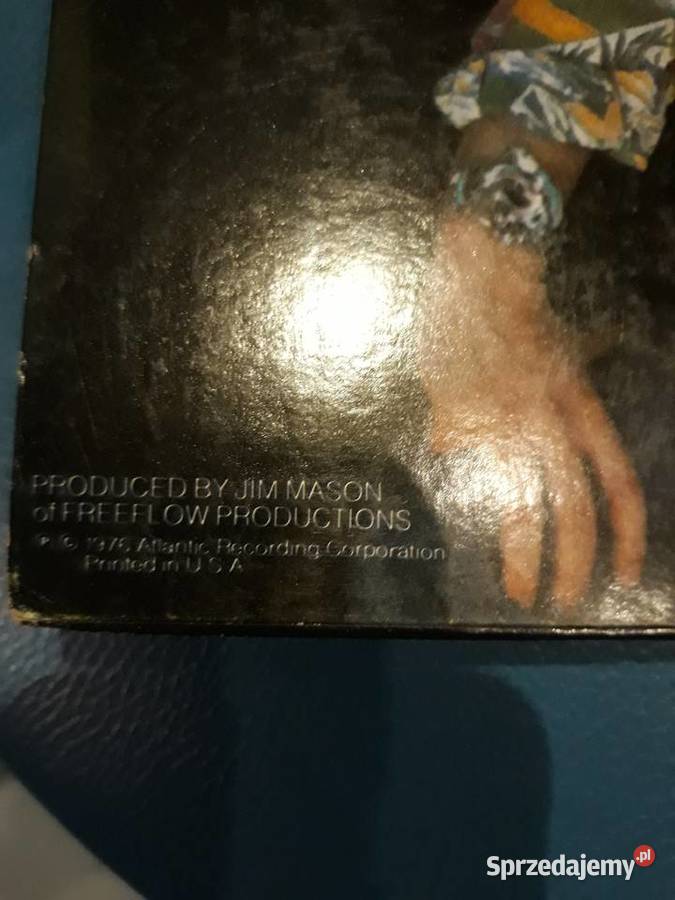 PRODUCED BY JIM MASON
of FREEFLOW PRODUCTIONS
℗ © 1976 Atlantic Recording Corporation
Printed in U S A
Sprzedajemy.pl